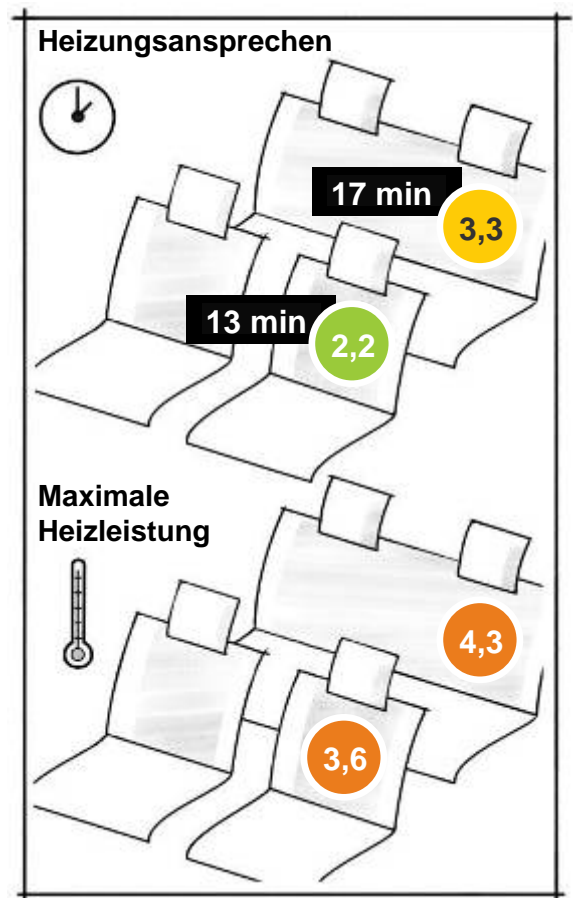 Heizungsansprechen
17 min
3,3
13 min
2,2
Maximale
Heizleistung
4,3
3,6